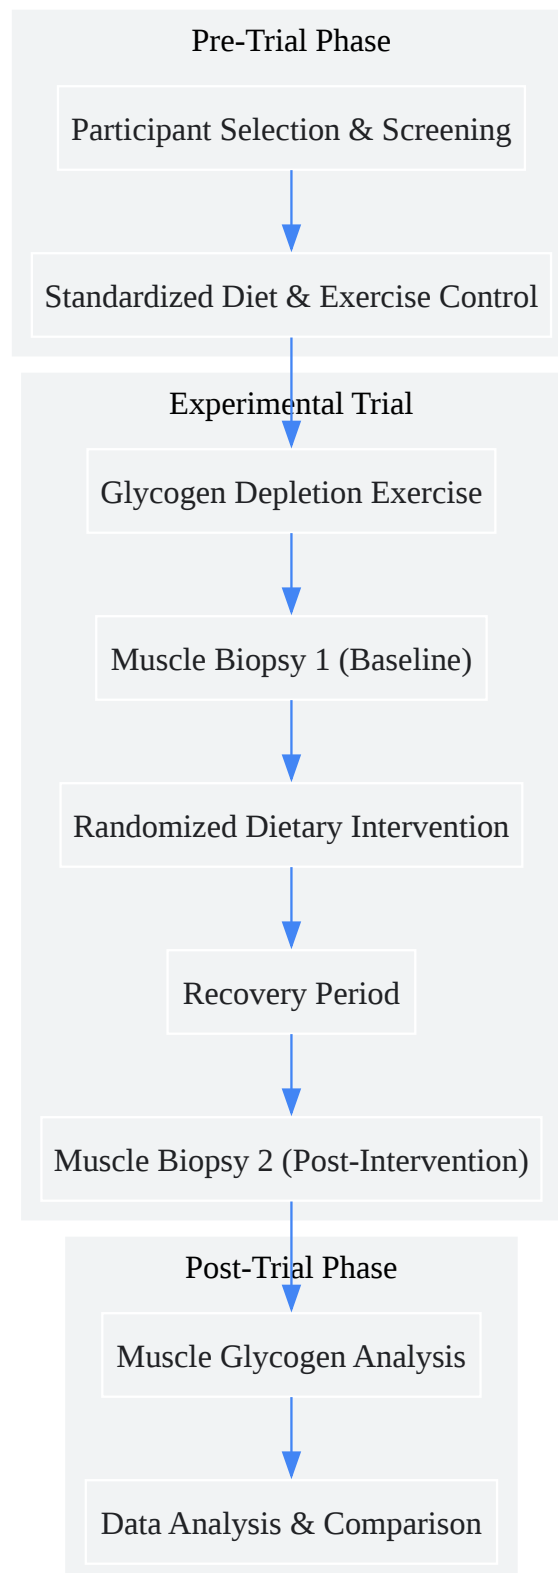 Pre-Trial Phase
Participant Selection & Screening
Standardized Diet & Exercise Control
Experimental Trial
Glycogen Depletion Exercise
Muscle Biopsy 1 (Baseline)
Randomized Dietary Intervention
Recovery Period
Muscle Biopsy 2 (Post-Intervention)
Post-Trial Phase
Muscle Glycogen Analysis
Data Analysis & Comparison